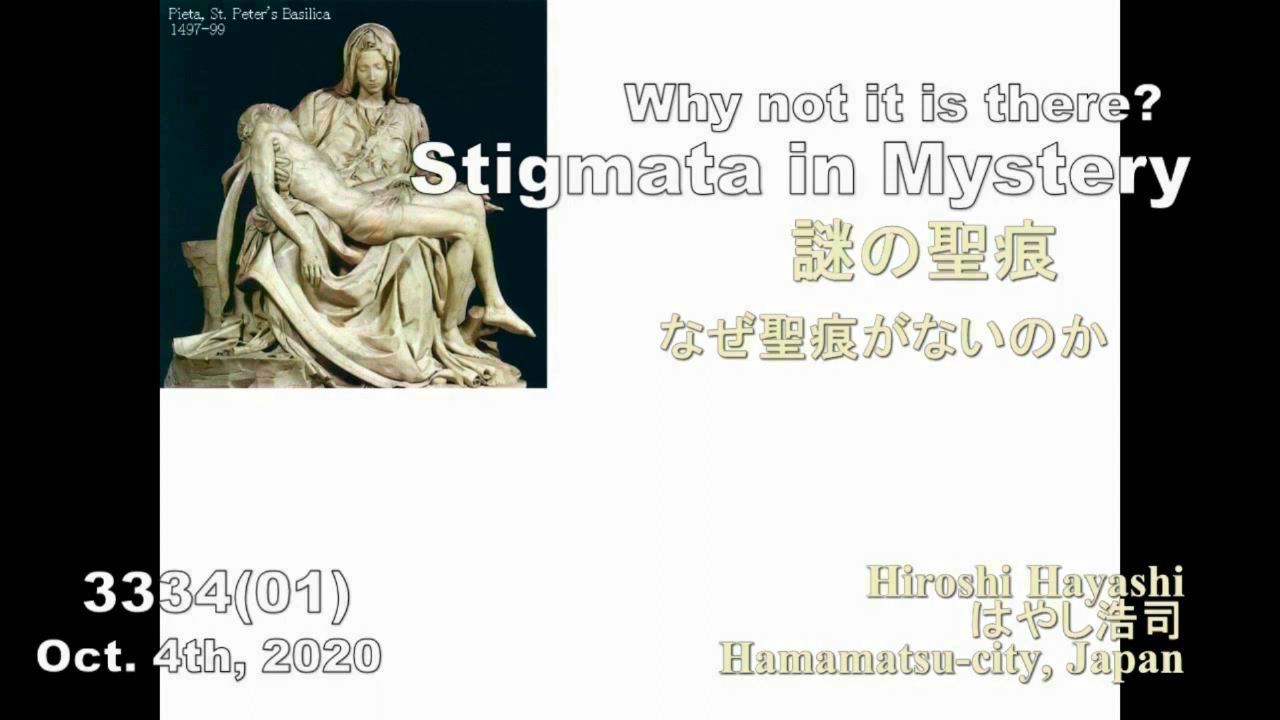 Pieta, St. Peter's Basilica
1497-99
Why not it is there?
Stigmata in Mystery
謎の聖痕
なぜ聖痕がないのか
3334(01)
Oct. 4th, 2020
Hiroshi Hayashi
はやし浩司
Hamamatsu-city, Japan